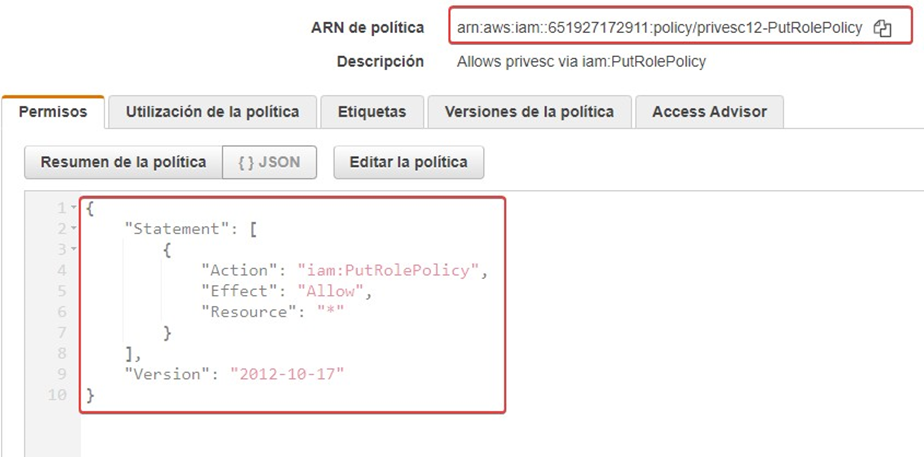 ARN de política arn:aws:iam::651927172911:policy/privesc12-PutRolePolicy
Descripción Allows privesc via iam:PutRolePolicy
Permisos Utilización de la política Etiquetas Versiones de la política Access Advisor
Resumen de la política { } JSON Editar la política
1 {
2 "Statement": [
3 {
4 "Action": "iam:PutRolePolicy",
5 "Effect": "Allow",
6 "Resource": "*"
7 }
8 ],
9 "Version": "2012-10-17"
10 }